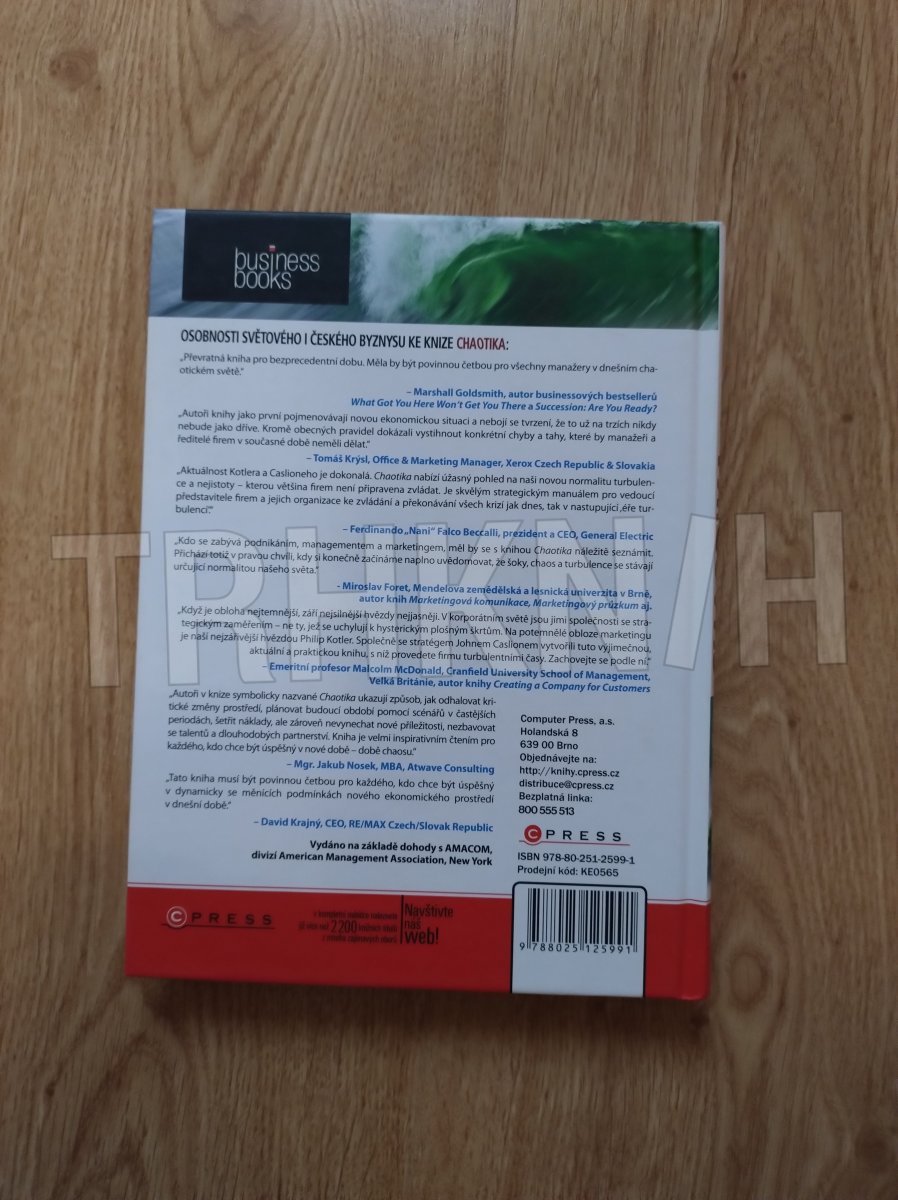 business
books
OSOBNOSTI SVĚTOVÉHO I ČESKÉHO BYZNYSU KE KNIZE CHAOTIKA:
„Převratná kniha pro bezprecedentní dobu. Měla by být povinnou četbou pro všechny manažery v dnešním cha-
otickém světě.“
– Marshall Goldsmith, autor businessových bestsellerů
What Got You Here Won't Get You There a Succession: Are You Ready?
„Autoři knihy jako první pojmenovávají novou ekonomickou situaci a nebojí se tvrzení, že to už na trzích nikdy
nebude jako dříve. Kromě obecných pravidel dokázali vystihnout konkrétní chyby a tahy, které by manažeři a
ředitelé firem v současné době neměli dělat.“
– Tomáš Krýsl, Office & Marketing Manager, Xerox Czech Republic & Slovakia
„Aktuálnost Kotlera a Caslioneho je dokonalá. Chaotika nabízí úžasný pohled na naši novou normalitu turbulen-
ce a nejistoty – kterou většina firem není připravena zvládat. Je skvělým strategickým manuálem pro vedoucí
představitele firem a jejich organizace ke zvládání a překonávání všech krizí jak dnes, tak v nastupující ‚éře tur-
bulencí‘.“
– Ferdinando „Nani“ Falco Beccalli, prezident a CEO, General Electric
„Kdo se zabývá podnikáním, managementem a marketingem, měl by se s knihou Chaotika náležitě seznámit.
Přichází totiž v pravou chvíli, kdy si konečně začínáme naplno uvědomovat, že šoky, chaos a turbulence se stávají
určující normalitou našeho světa.“
– Miroslav Foret, Mendelova zemědělská a lesnická univerzita v Brně,
autor knih Marketingová komunikace, Marketingový průzkum aj.
„Když je obloha nejtemnější, září nejsilnější hvězdy nejjasněji. V korporátním světě jsou jimi společnosti se stra-
tegickým zaměřením – ne ty, jež se uchylují k hysterickým plošným škrtům. Na potemnělé obloze marketingu
je naší nejzářivější hvězdou Philip Kotler. Společně se stratégem Johnem Caslionem vytvořili tuto výjimečnou,
aktuální a praktickou knihu, s níž provedete firmu turbulentními časy. Zachovejte se podle ní.“
– Emeritní profesor Malcolm McDonald, Cranfield University School of Management,
Velká Británie, autor knihy Creating a Company for Customers
„Autoři v knize symbolicky nazvané Chaotika ukazují způsob, jak odhalovat kri-
tické změny prostředí, plánovat budoucí období pomocí scénářů v častějších
periodách, šetřit náklady, ale zároveň nevynechat nové příležitosti, nezbavovat
se talentů a dlouhodobých partnerství. Kniha je velmi inspirativním čtením pro
každého, kdo chce být úspěšný v nové době – době chaosu.“
– Mgr. Jakub Nosek, MBA, Atwave Consulting
„Tato kniha musí být povinnou četbou pro každého, kdo chce být úspěšný
v dynamicky se měnících podmínkách nového ekonomického prostředí
v dnešní době.“
– David Krajný, CEO, RE/MAX Czech/Slovak Republic
Vydáno na základě dohody s AMACOM,
divizí American Management Association, New York
Computer Press, a.s.
Holandská 8
639 00 Brno
Objednávejte na:
http://knihy.cpress.cz
distribuce@cpress.cz
Bezplatná linka:
800 555 513
CPRESS
ISBN 978-80-251-2599-1
Prodejní kód: KE0565
9 788025 125991
CPRESS
v kompletní nabídce naleznete
již více než 2200 knižních titulů
z mnoha zájmových oborů
Navštivte
náš
web!
TRHKNIH